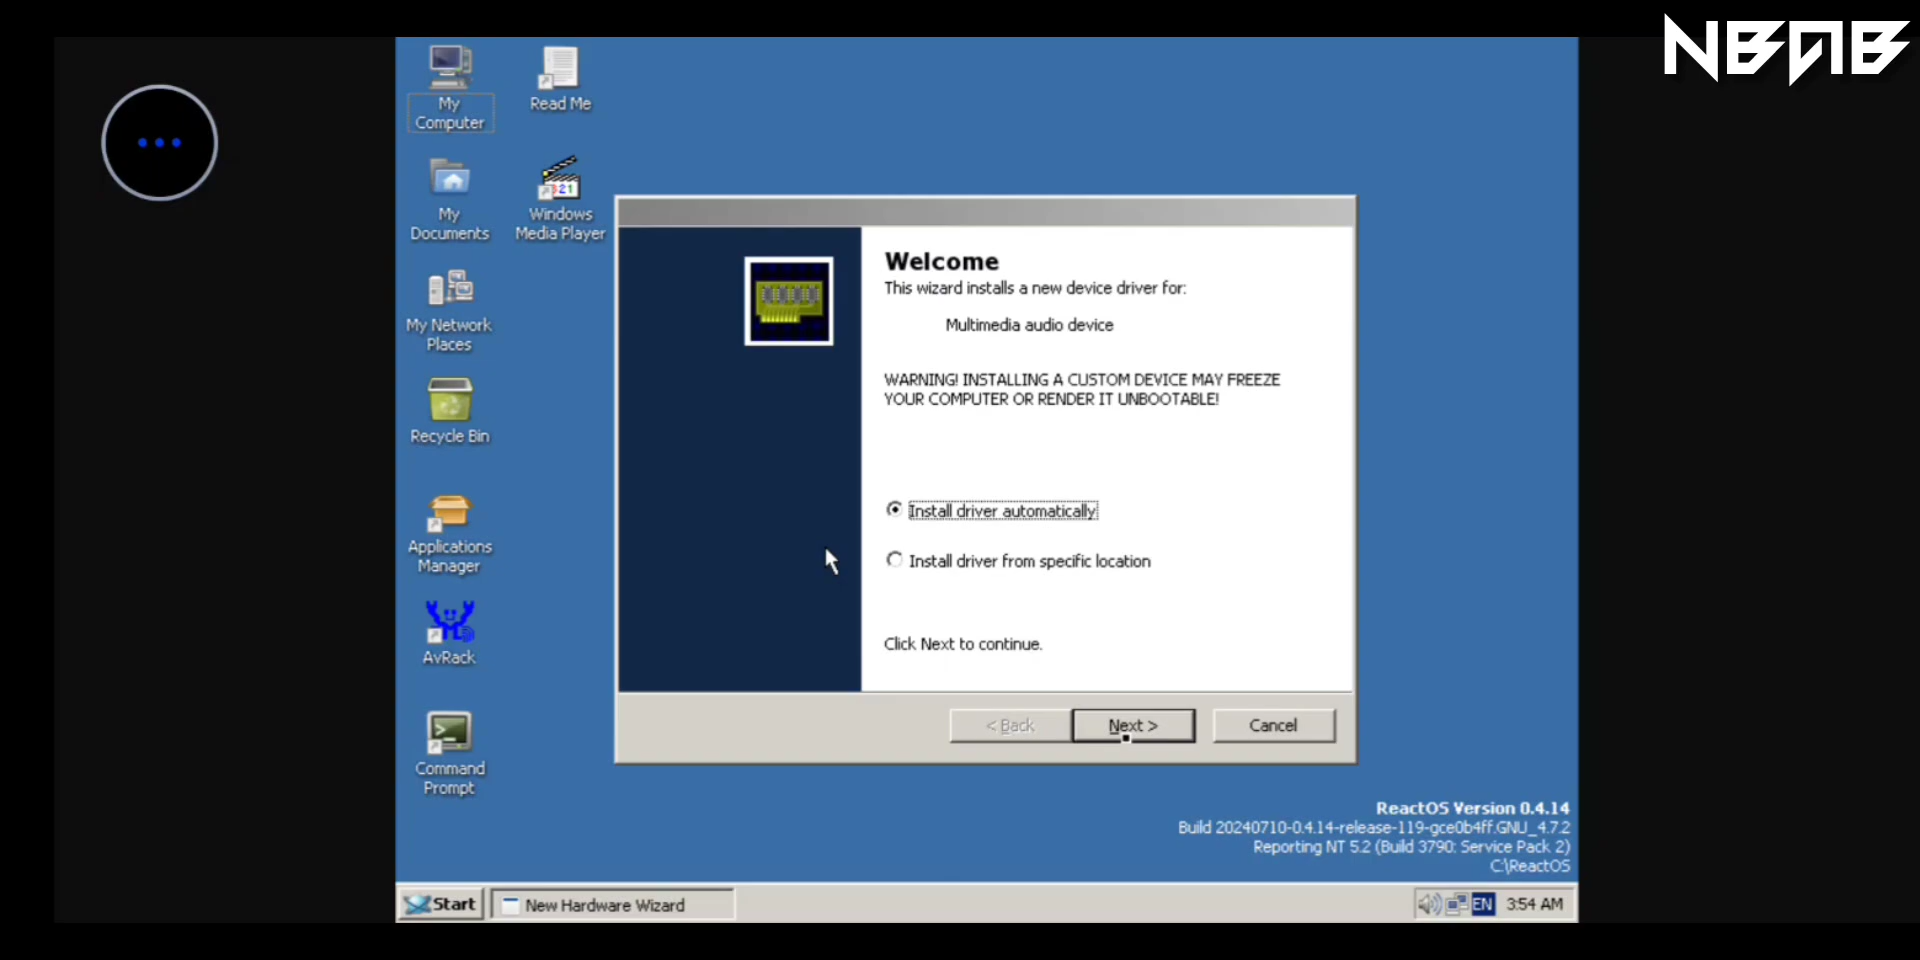 NBAB
My
Computer
Read Me
My
Documents
321
Windows
Media Player
My Network
Places
Recycle Bin
Applications
Manager
AvRack
Command
Prompt
Welcome
This wizard installs a new device driver for:
Multimedia audio device
WARNING! INSTALLING A CUSTOM DEVICE MAY FREEZE
YOUR COMPUTER OR RENDER IT UNBOOTABLE!
Install driver automatically
Install driver from specific location
Click Next to continue.
< Back
Next >
Cancel
ReactOS Version 0.4.14
Build 20240710-0.4.14-release-119-gce0b4ff.GNU_4.7.2
Reporting NT 5.2 (Build 3790: Service Pack 2)
C:\ReactOS
Start
New Hardware Wizard
EN
3:54 AM